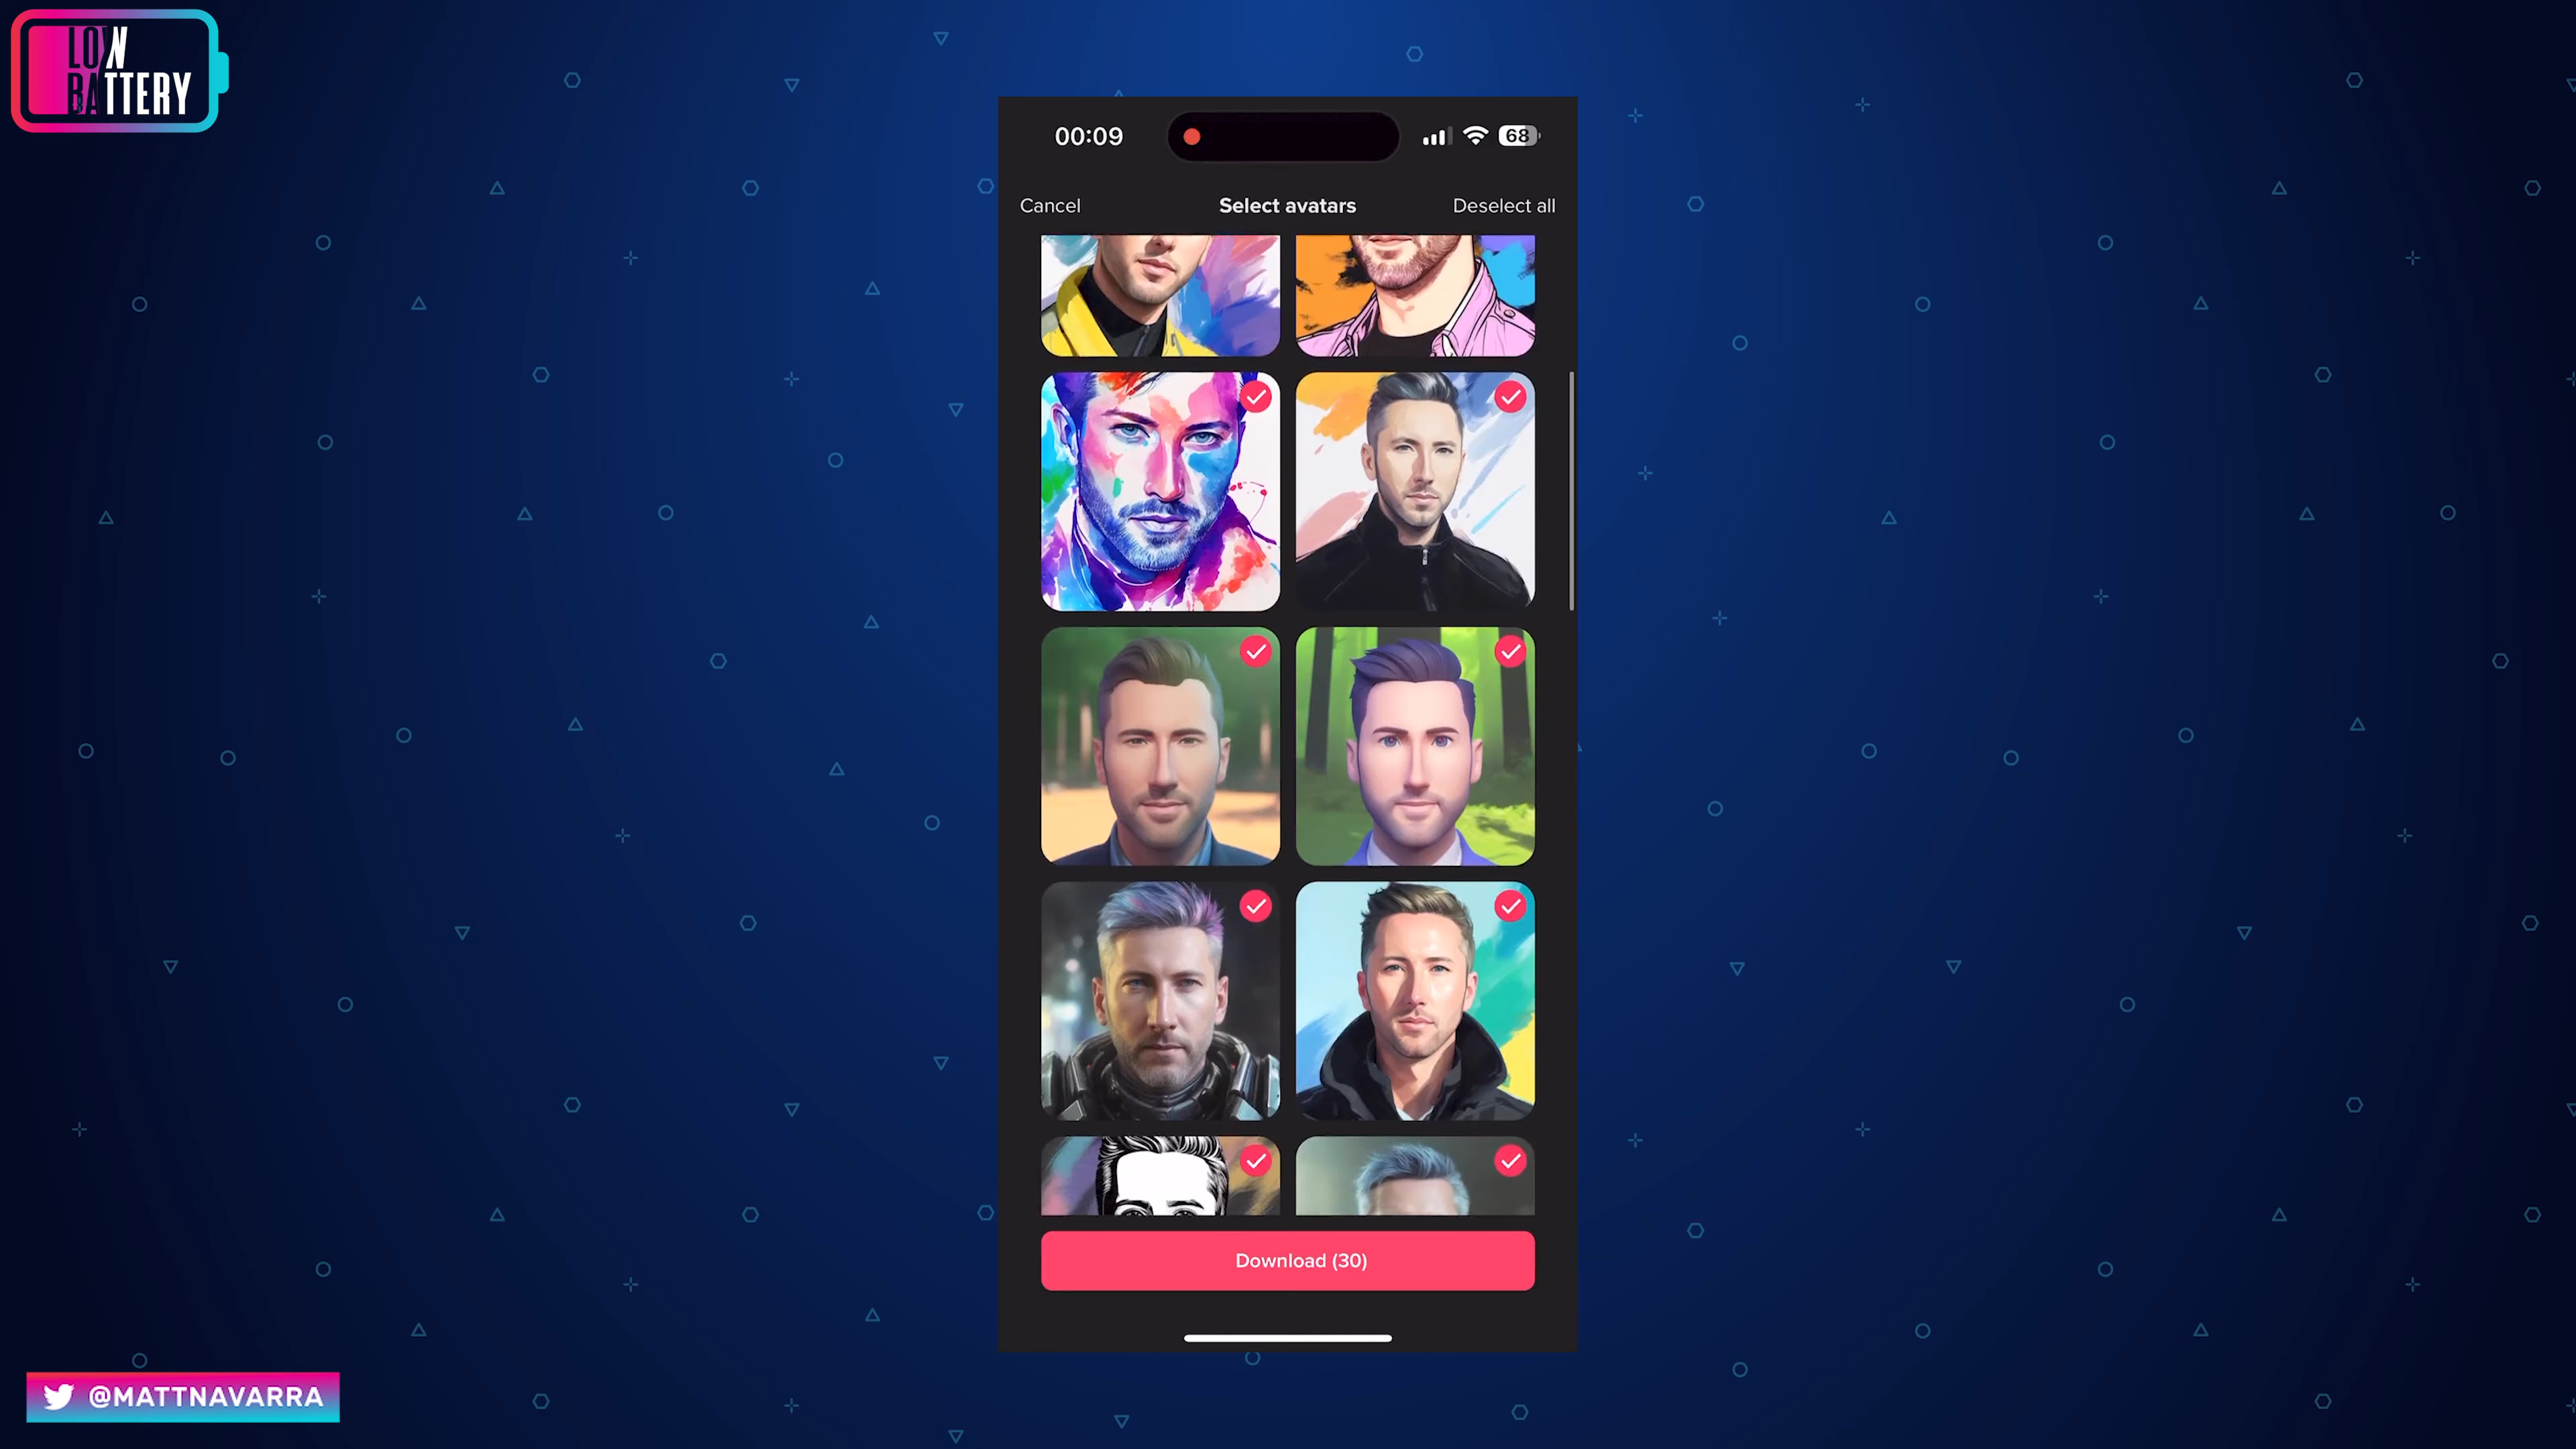 LOW
BATTERY
00:09
68
Cancel
Select avatars
Deselect all
Download (30)
@MATTNAVARRA